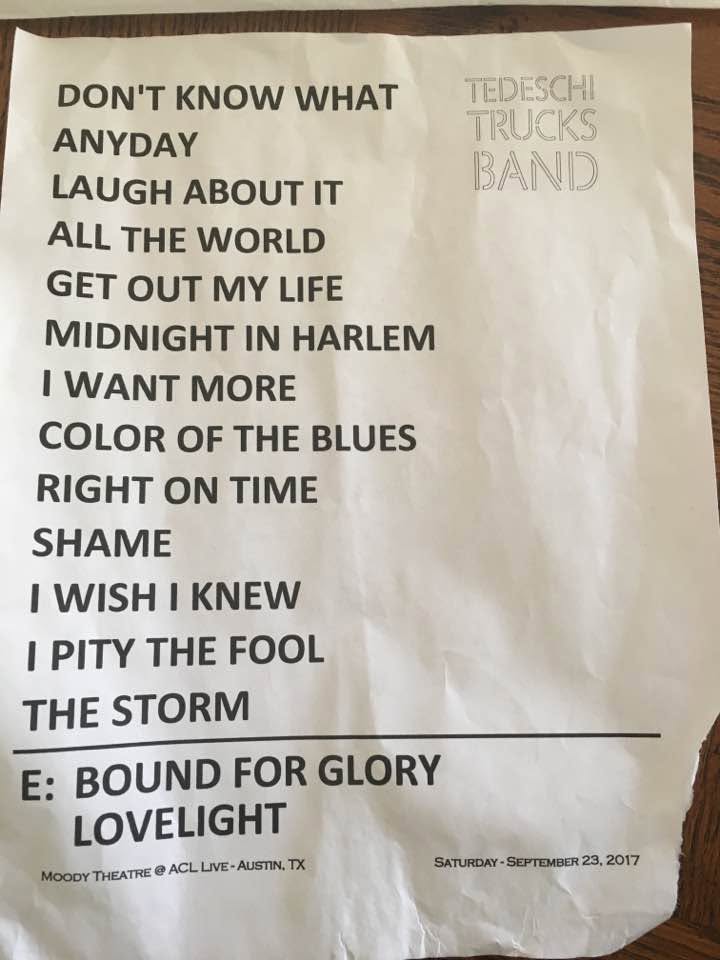 TEDESCHI
TRUCKS
BAND
DON'T KNOW WHAT
ANYDAY
LAUGH ABOUT IT
ALL THE WORLD
GET OUT MY LIFE
MIDNIGHT IN HARLEM
I WANT MORE
COLOR OF THE BLUES
RIGHT ON TIME
SHAME
I WISH I KNEW
I PITY THE FOOL
THE STORM
E: BOUND FOR GLORY
LOVELIGHT
MOODY THEATRE @ ACL LIVE - AUSTIN, TX
SATURDAY - SEPTEMBER 23, 2017